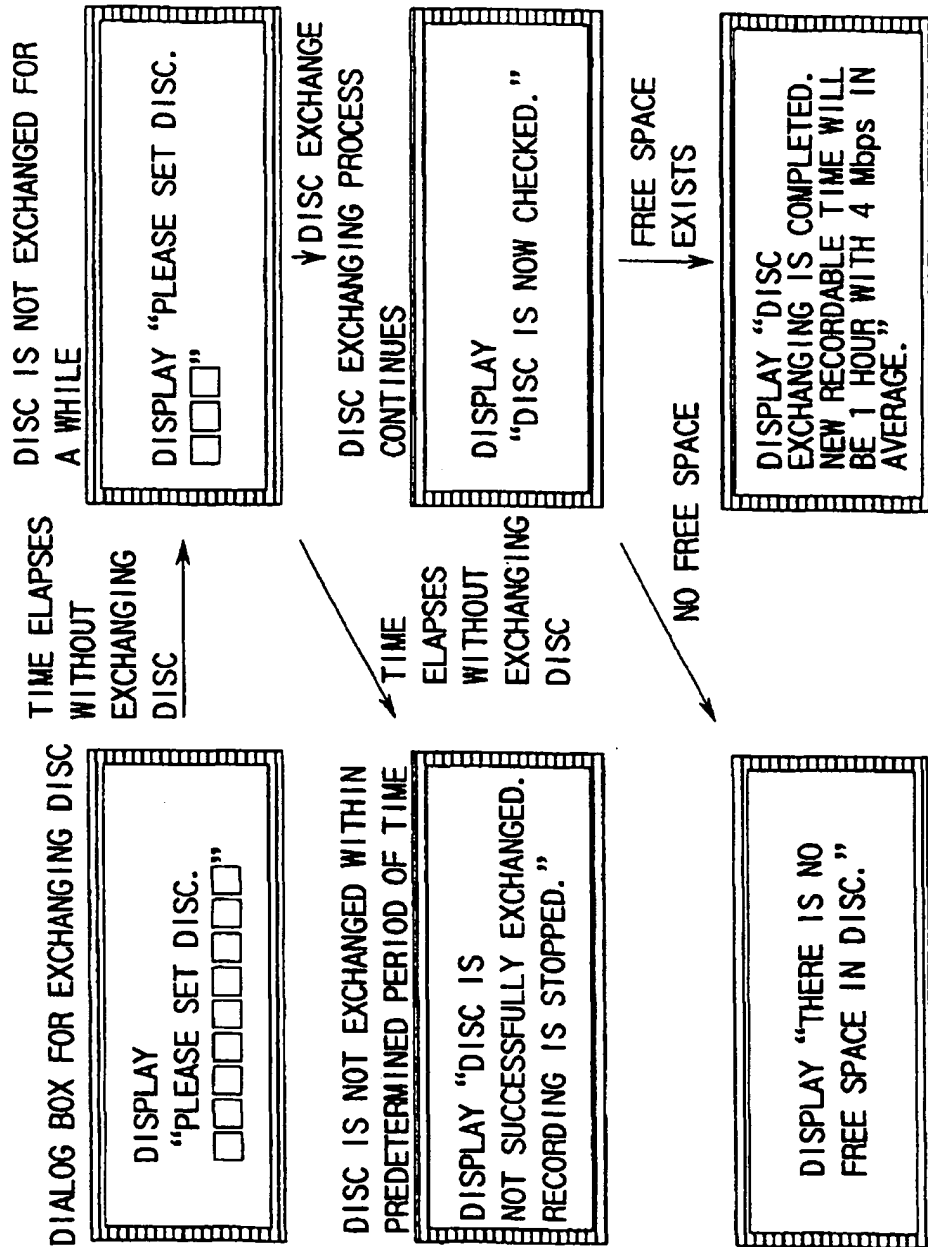 DIALOG BOX FOR EXCHANGING DISC
DISPLAY
"PLEASE SET DISC.
"
TIME ELAPSES
WITHOUT
EXCHANGING
DISC
DISC IS NOT EXCHANGED FOR
A WHILE
DISPLAY "PLEASE SET DISC.
"
DISC EXCHANGE
DISC IS NOT EXCHANGED WITHIN
PREDETERMINED PERIOD OF TIME
DISPLAY "DISC IS
NOT SUCCESSFULLY EXCHANGED.
RECORDING IS STOPPED."
TIME
ELAPSES
WITHOUT
EXCHANGING
DISC
DISC EXCHANGING PROCESS
CONTINUES
DISPLAY
"DISC IS NOW CHECKED."
NO FREE SPACE
FREE SPACE
EXISTS
DISPLAY "THERE IS NO
FREE SPACE IN DISC."
DISPLAY "DISC
EXCHANGING IS COMPLETED.
NEW RECORDABLE TIME WILL
BE 1 HOUR WITH 4 Mbps IN
AVERAGE."